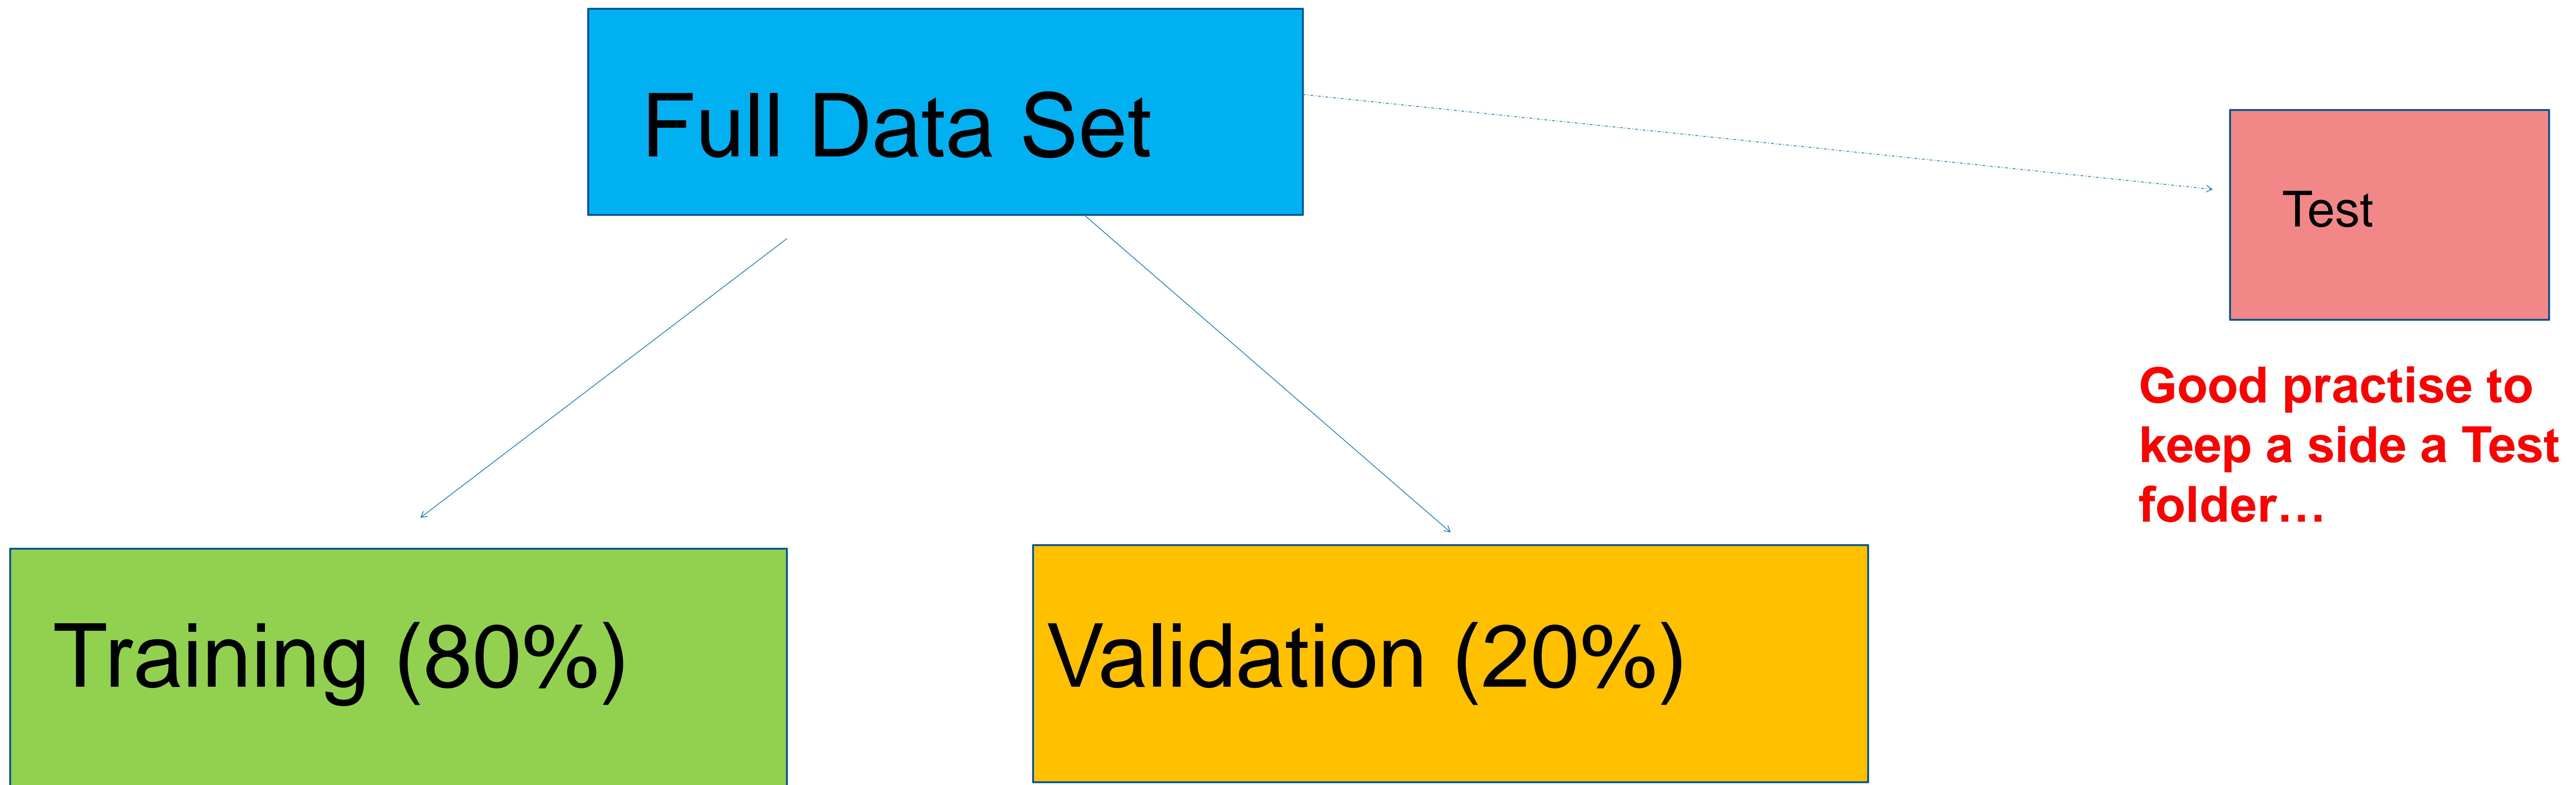 Full Data Set
Test
Good practise to
keep a side a Test
folder…
Training (80%)
Validation (20%)